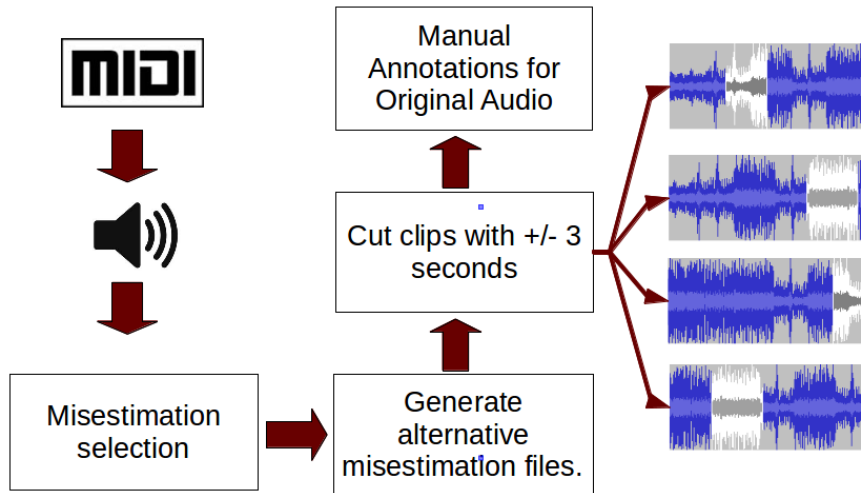 MIDI
Manual
Annotations for
Original Audio
Cut clips with +/- 3
seconds
Misestimation
selection
Generate
alternative
misestimation files.